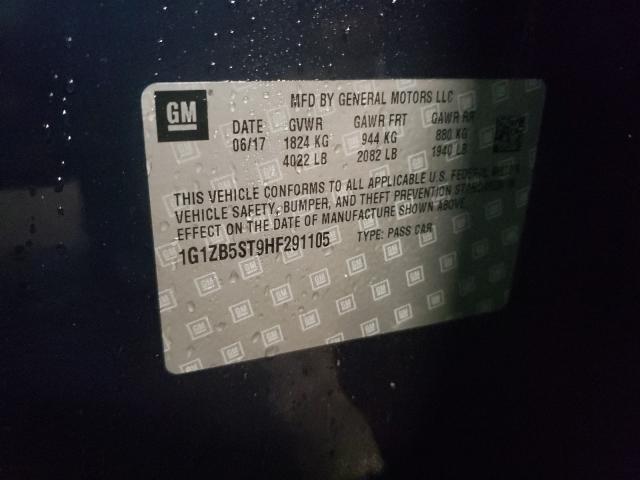 GM
MFD BY GENERAL MOTORS LLC
DATE GVWR GAWR FRT GAWR RR
06/17 1824 KG 944 KG 880 KG
4022 LB 2082 LB 1940 LB
THIS VEHICLE CONFORMS TO ALL APPLICABLE U.S. FEDERAL MOTOR
VEHICLE SAFETY, BUMPER, AND THEFT PREVENTION STANDARDS IN
EFFECT ON THE DATE OF MANUFACTURE SHOWN ABOVE.
1G1ZB5ST9HF291105 TYPE: PASS CAR